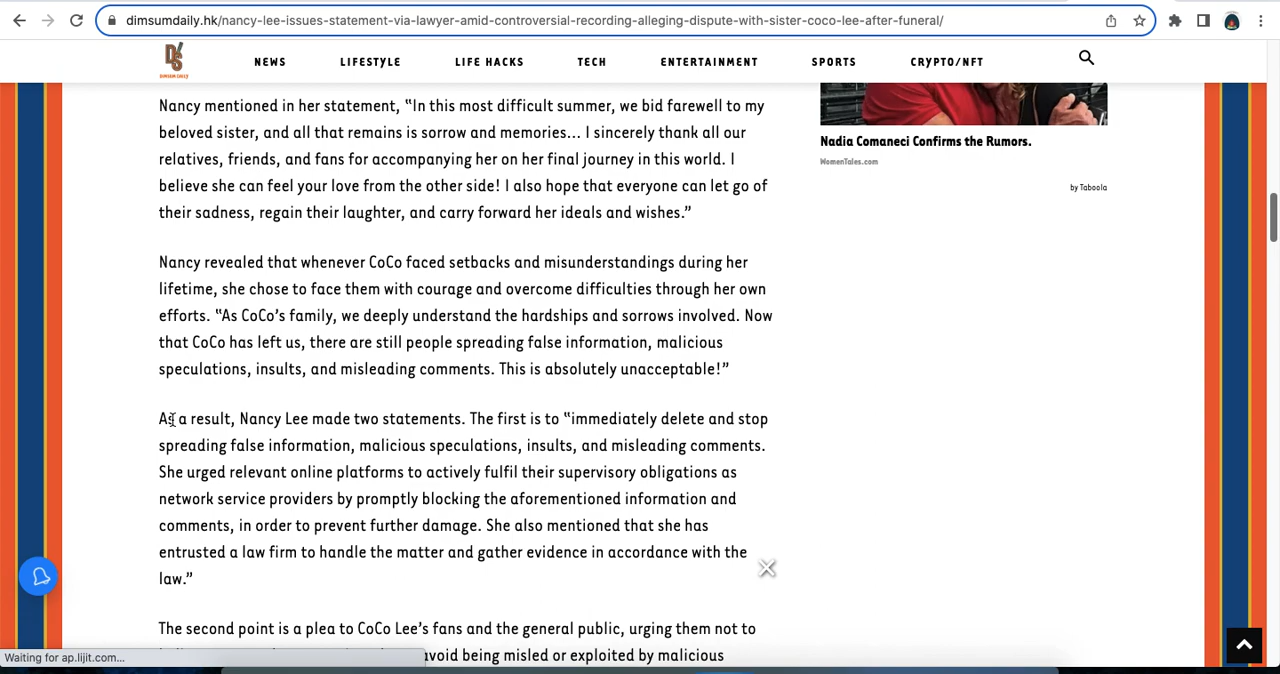 dimsumdaily.hk/nancy-lee-issues-statement-via-lawyer-amid-controversial-recording-alleging-dispute-with-sister-coco-lee-after-funeral/
DS
DIMSUM DAILY
NEWS LIFESTYLE LIFE HACKS TECH ENTERTAINMENT SPORTS CRYPTO/NFT
Nancy mentioned in her statement, “In this most difficult summer, we bid farewell to my
beloved sister, and all that remains is sorrow and memories… I sincerely thank all our
relatives, friends, and fans for accompanying her on her final journey in this world. I
believe she can feel your love from the other side! I also hope that everyone can let go of
their sadness, regain their laughter, and carry forward her ideals and wishes.”
Nancy revealed that whenever CoCo faced setbacks and misunderstandings during her
lifetime, she chose to face them with courage and overcome difficulties through her own
efforts. “As CoCo’s family, we deeply understand the hardships and sorrows involved. Now
that CoCo has left us, there are still people spreading false information, malicious
speculations, insults, and misleading comments. This is absolutely unacceptable!”
As a result, Nancy Lee made two statements. The first is to “immediately delete and stop
spreading false information, malicious speculations, insults, and misleading comments.
She urged relevant online platforms to actively fulfil their supervisory obligations as
network service providers by promptly blocking the aforementioned information and
comments, in order to prevent further damage. She also mentioned that she has
entrusted a law firm to handle the matter and gather evidence in accordance with the
law.”
The second point is a plea to CoCo Lee’s fans and the general public, urging them not to
avoid being misled or exploited by malicious
Nadia Comaneci Confirms the Rumors.
WomenTales.com
by Taboola
Waiting for ap.lijit.com...